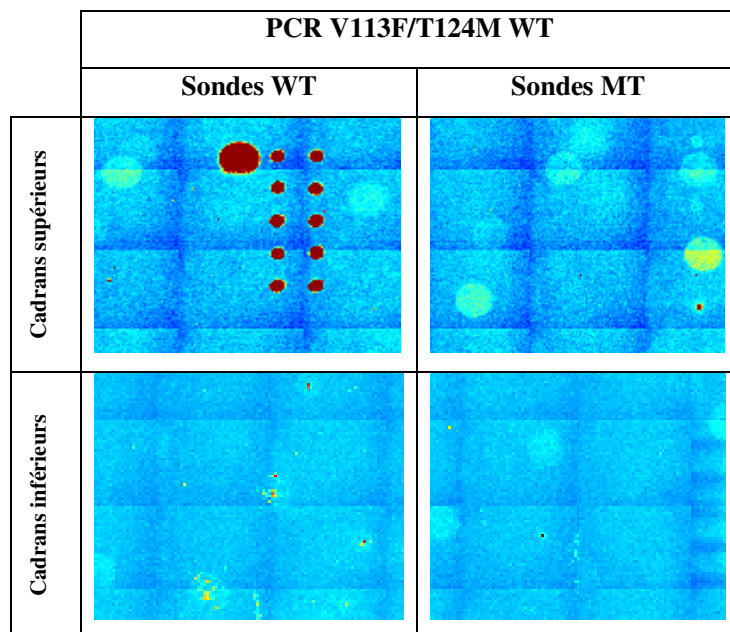 PCR V113F/T124M WT
Sondes WT
Sondes MT
Cadrans supérieurs
Cadrans inférieurs